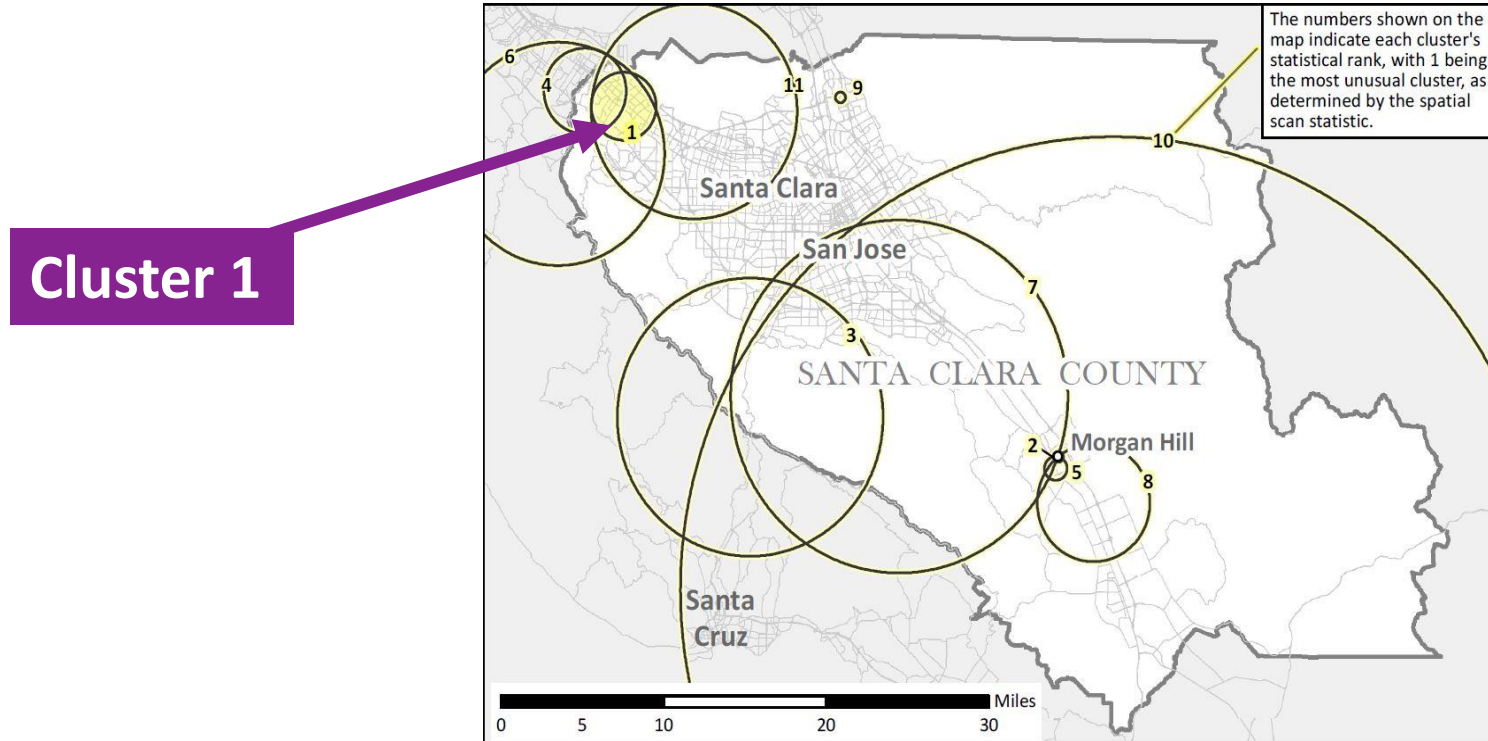 The numbers shown on the
map indicate each cluster's
statistical rank, with 1 being
the most unusual cluster, as
determined by the spatial
scan statistic.
6
4
11
9
1
10
Santa Clara
Cluster 1
San Jose
7
3
SANTA CLARA COUNTY
2
Morgan Hill
5
8
Santa
Cruz
Miles
0 5 10 20 30